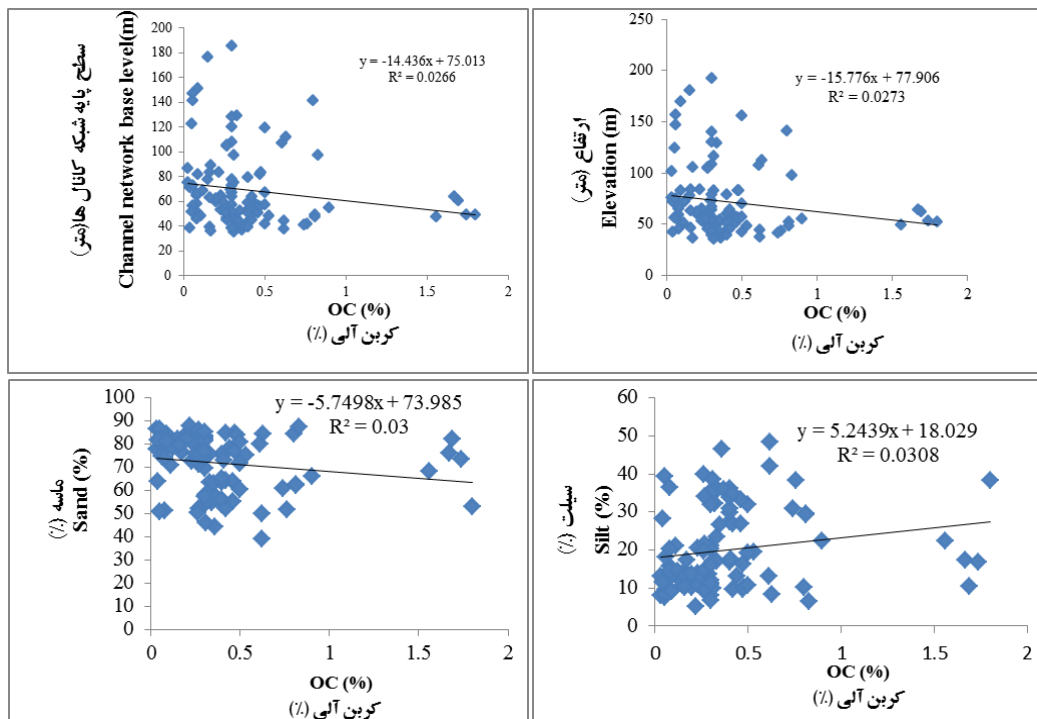 سطح پایه شبکه کانال ها(متر)
Channel network base level(m)
200
180
160
140
120
100
80
60
40
20
0
y = -14.436x + 75.013
R² = 0.0266
0 0.5 1 1.5 2
OC (%)
کربن آلی (٪)
ارتفاع (متر)
Elevation (m)
250
200
150
100
50
0
y = -15.776x + 77.906
R² = 0.0273
0 0.5 1 1.5 2
OC (%)
کربن آلی (٪)
ماسه (٪)
Sand (%)
100
90
80
70
60
50
40
30
20
10
0
y = -5.7498x + 73.985
R² = 0.03
0 0.5 1 1.5 2
OC (%)
کربن آلی (٪)
سیلت (٪)
Silt (%)
60
50
40
30
20
10
0
y = 5.2439x + 18.029
R² = 0.0308
0 0.5 1 1.5 2
OC (%)
کربن آلی (٪)